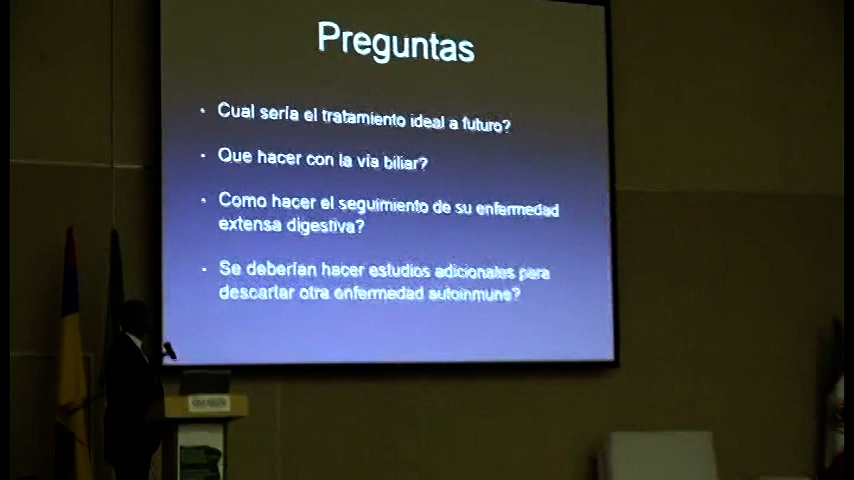 Preguntas
• Cual sería el tratamiento ideal a futuro?
• Que hacer con la vía biliar?
• Como hacer el seguimiento de su enfermedad
extensa digestiva?
• Se deberían hacer estudios adicionales para
descartar otra enfermedad autoinmune?